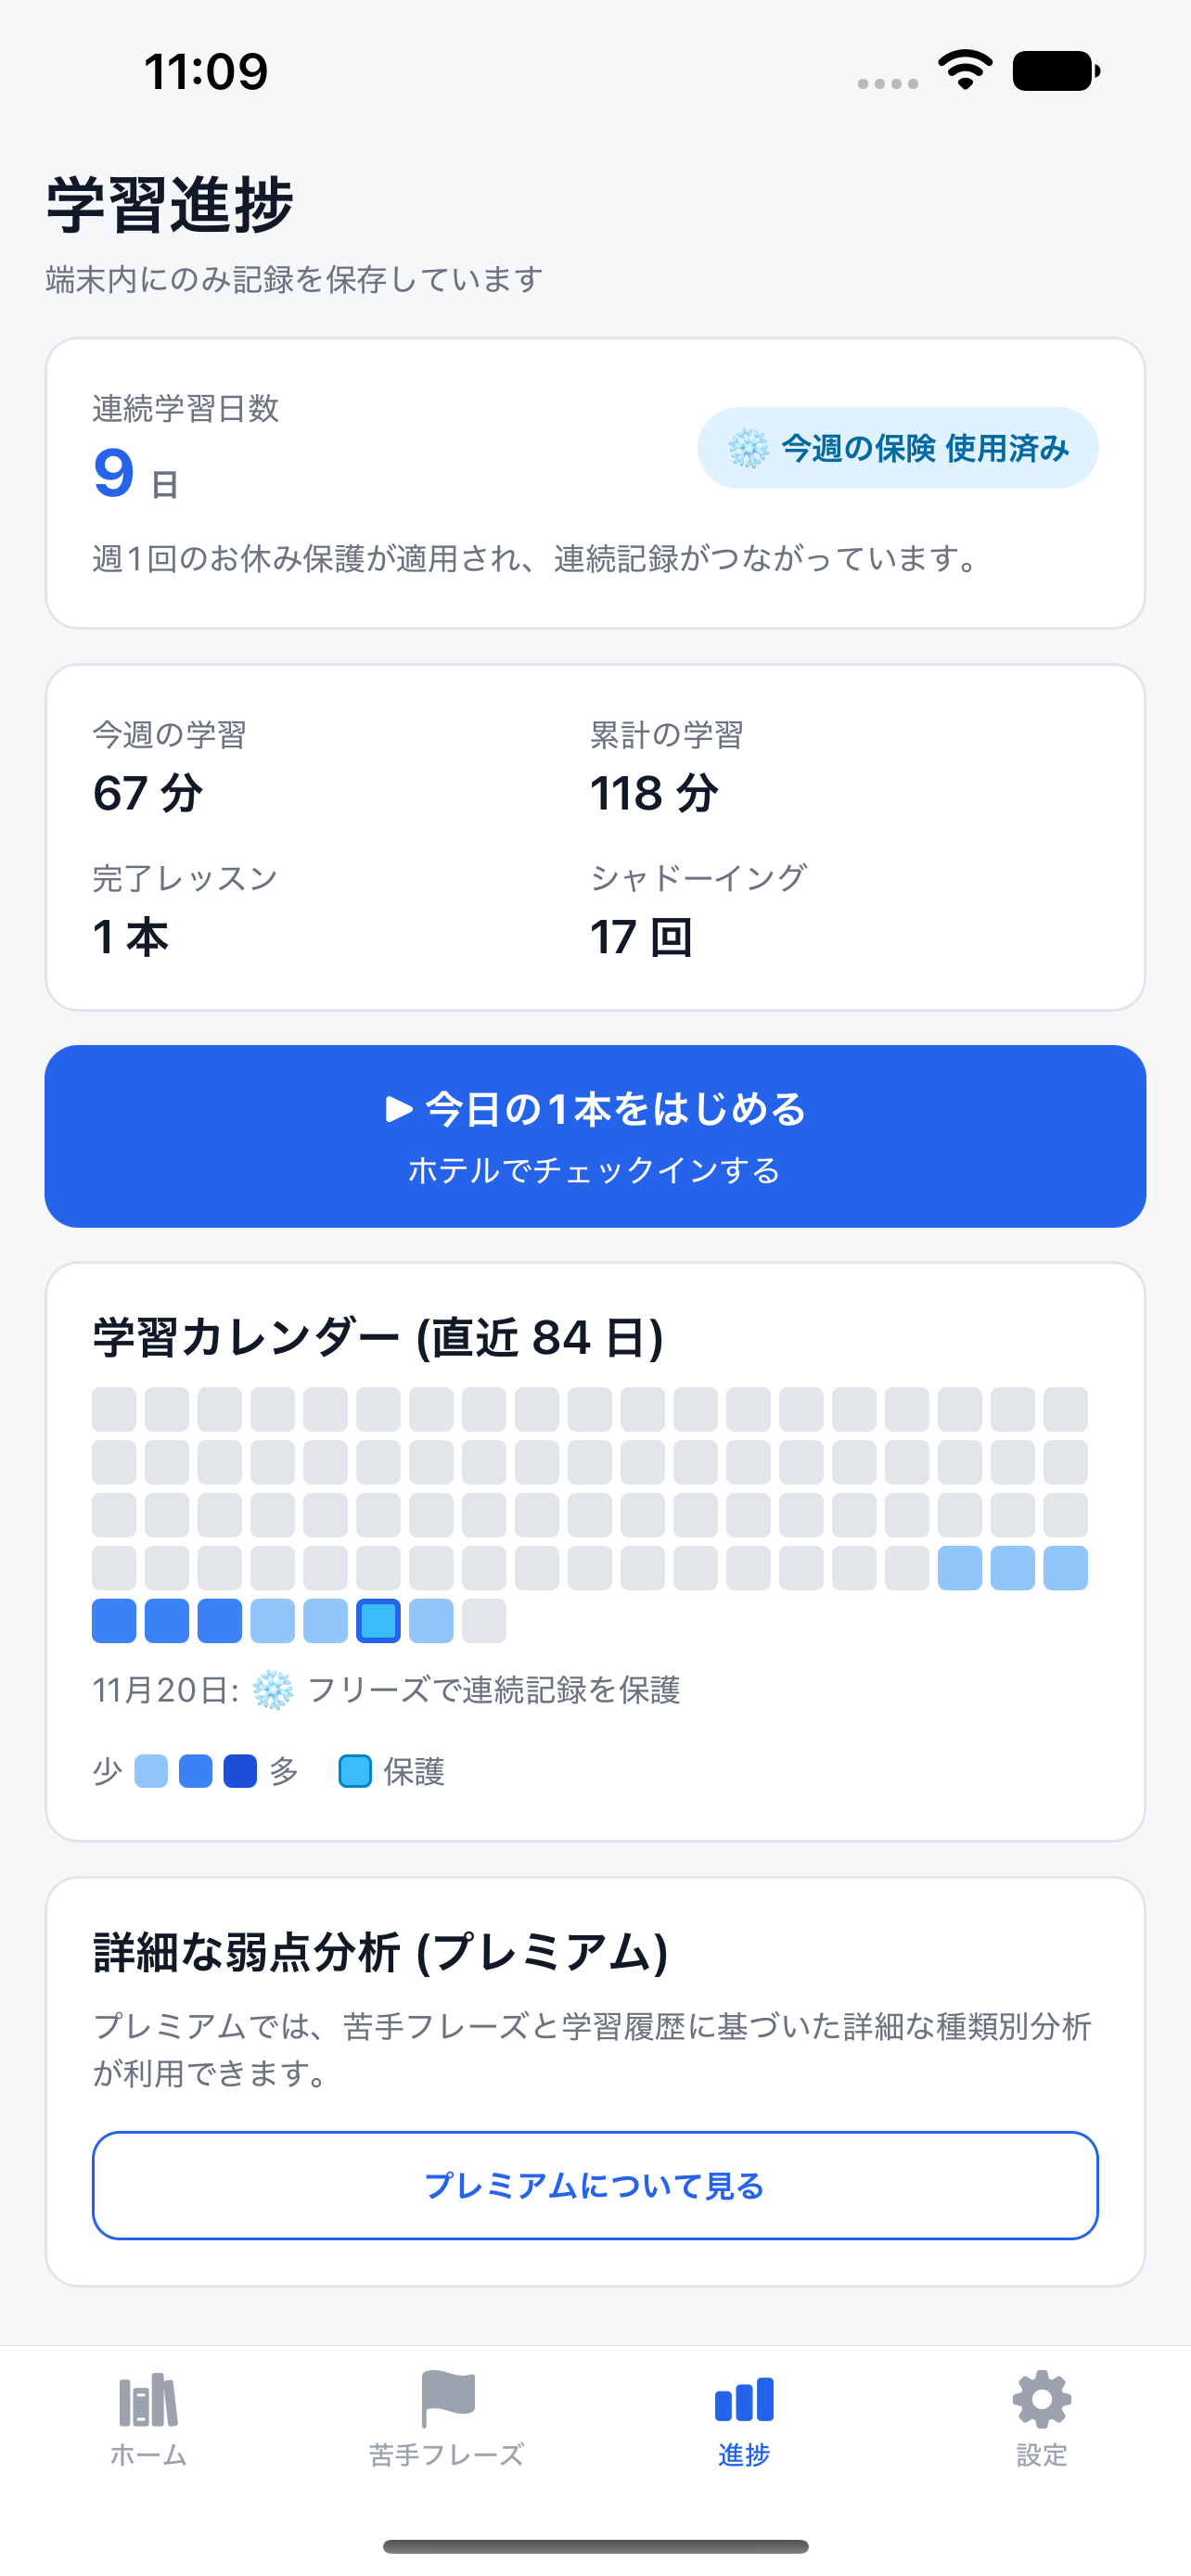 11:09
学習進捗
端末内にのみ記録を保存しています
連続学習日数
9 日
今週の保険 使用済み
週1回のお休み保護が適用され、連続記録がつながっています。
今週の学習
67 分
累計の学習
118 分
完了レッスン
1 本
シャドーイング
17 回
今日の1本をはじめる
ホテルでチェックインする
学習カレンダー (直近 84 日)
11月20日: ❄️ フリーズで連続記録を保護
少 多 保護
詳細な弱点分析 (プレミアム)
プレミアムでは、苦手フレーズと学習履歴に基づいた詳細な種類別分析
が利用できます。
プレミアムについて見る
ホーム
苦手フレーズ
進捗
設定